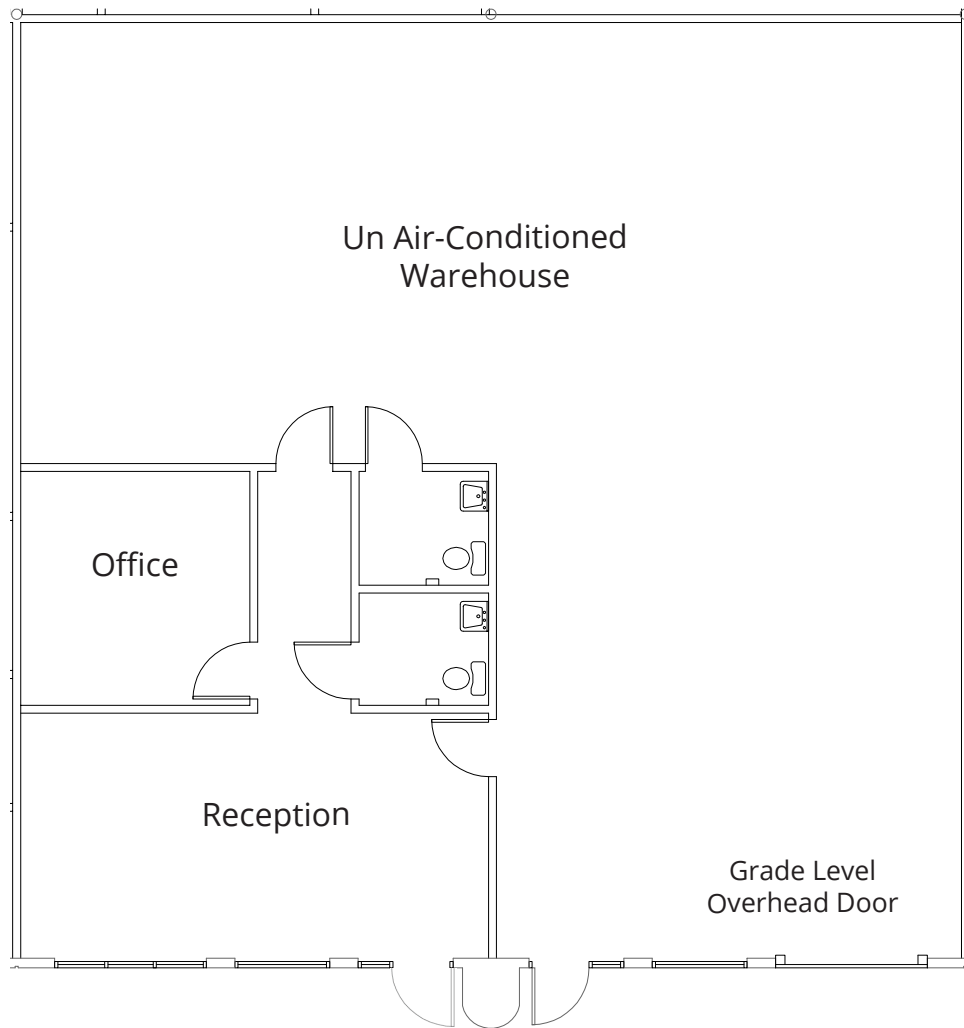 Un Air-Conditioned
Warehouse
Office
Reception
Grade Level
Overhead Door